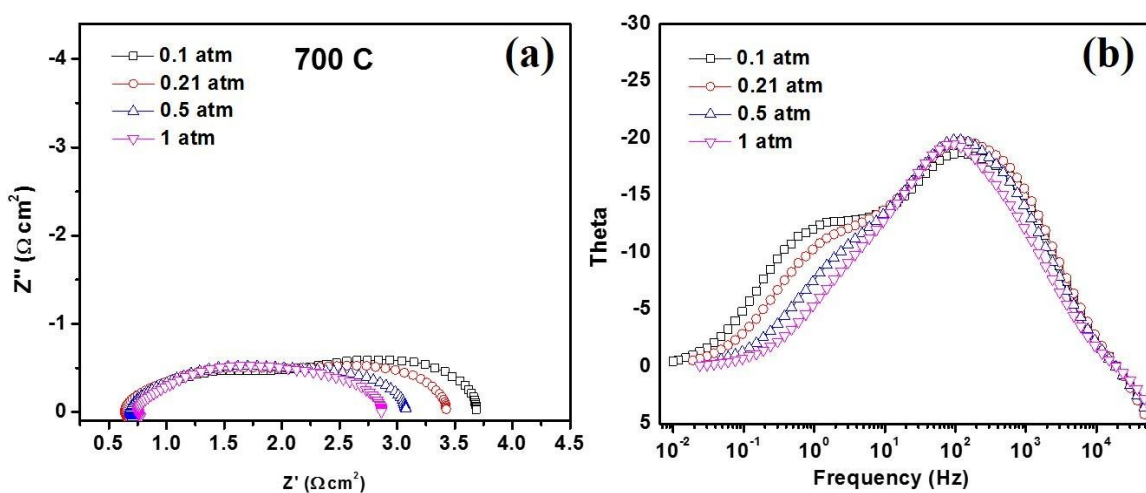 (a)
700 C
0.1 atm
0.21 atm
0.5 atm
1 atm
Z'' (Ω cm²)
-4
-3
-2
-1
0
0.5 1.0 1.5 2.0 2.5 3.0 3.5 4.0 4.5
Z' (Ω cm²)
(b)
0.1 atm
0.21 atm
0.5 atm
1 atm
Theta
-30
-25
-20
-15
-10
-5
0
5
10⁻² 10⁻¹ 10⁰ 10¹ 10² 10³ 10⁴
Frequency (Hz)